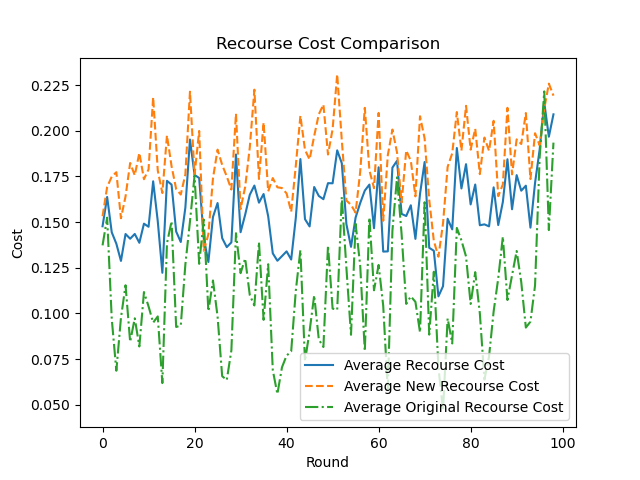 Recourse Cost Comparison
0.225
0.200
0.175
0.150
0.125
0.100
0.075
0.050
Cost
0
20
40
60
80
100
Round
Average Recourse Cost
Average New Recourse Cost
Average Original Recourse Cost